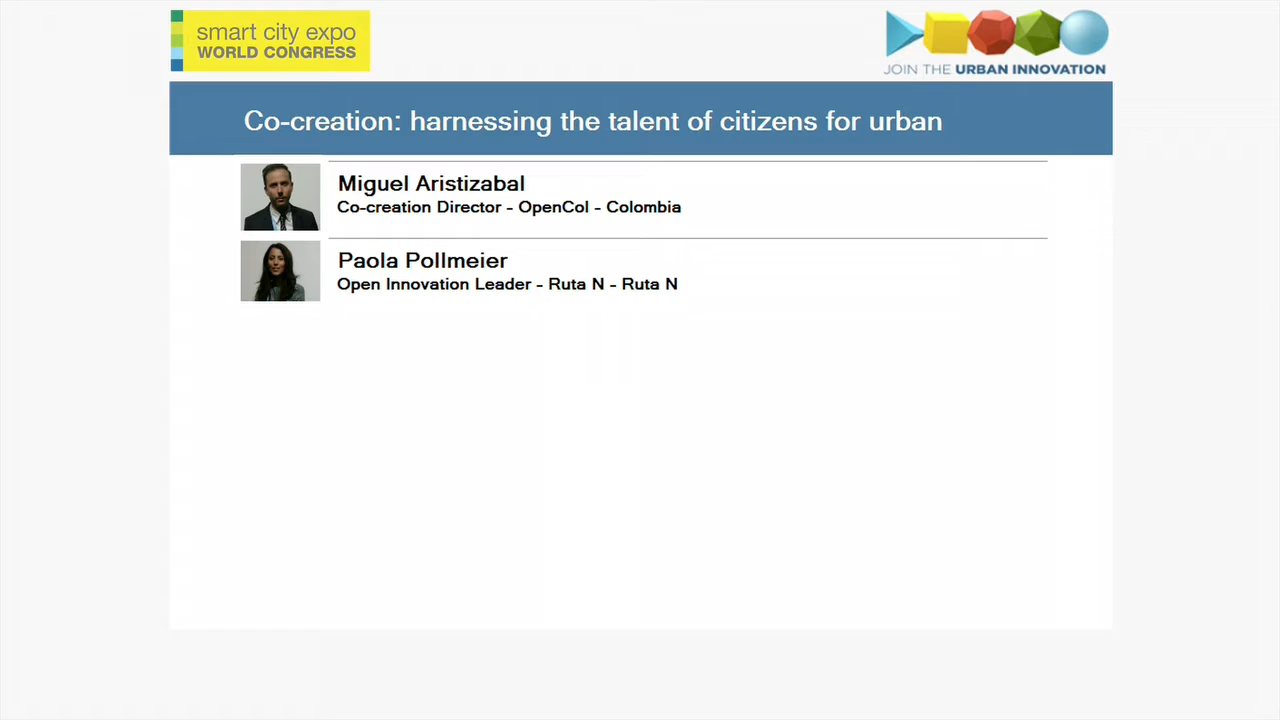 smart city expo
WORLD CONGRESS
JOIN THE URBAN INNOVATION
Co-creation: harnessing the talent of citizens for urban
Miguel Aristizabal
Co-creation Director - OpenCol - Colombia
Paola Pollmeier
Open Innovation Leader - Ruta N - Ruta N